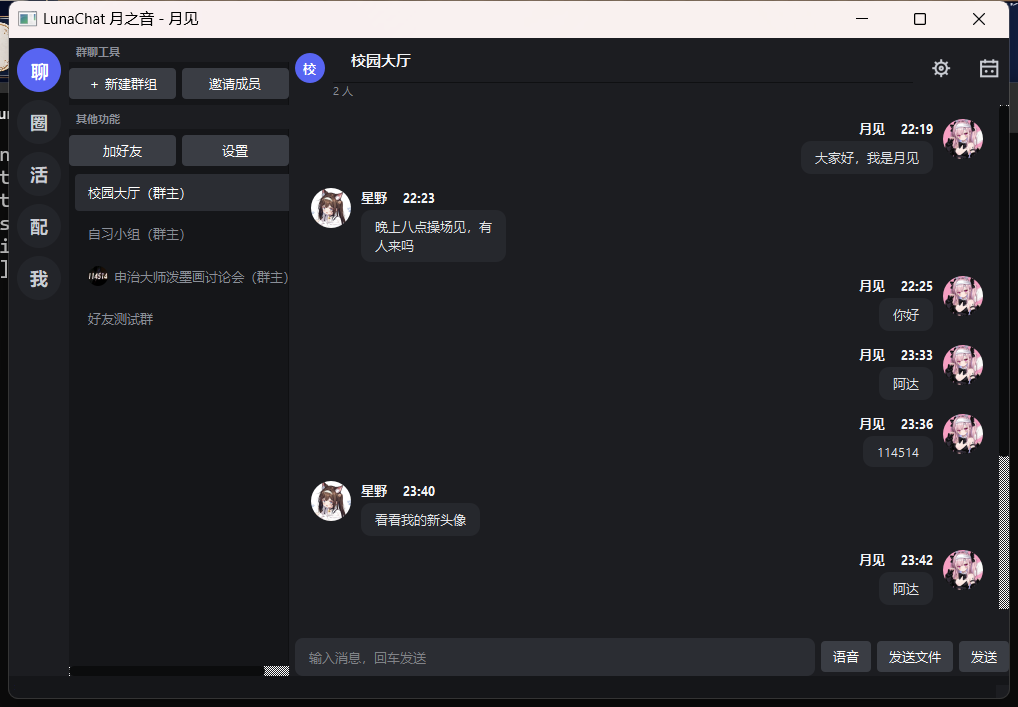 LunaChat 月之音 - 月见
聊
圈
活
配
我
群聊工具
+ 新建群组
邀请成员
其他功能
加好友
设置
校园大厅（群主）
自习小组（群主）
114514
申治大师泼墨画讨论会（群主）
好友测试群
校
校园大厅
2 人
月见 22:19
大家好，我是月见
星野 22:23
晚上八点操场见，有
人来吗
月见 22:25
你好
月见 23:33
阿达
月见 23:36
114514
星野 23:40
看看我的新头像
月见 23:42
阿达
输入消息，回车发送
语音
发送文件
发送